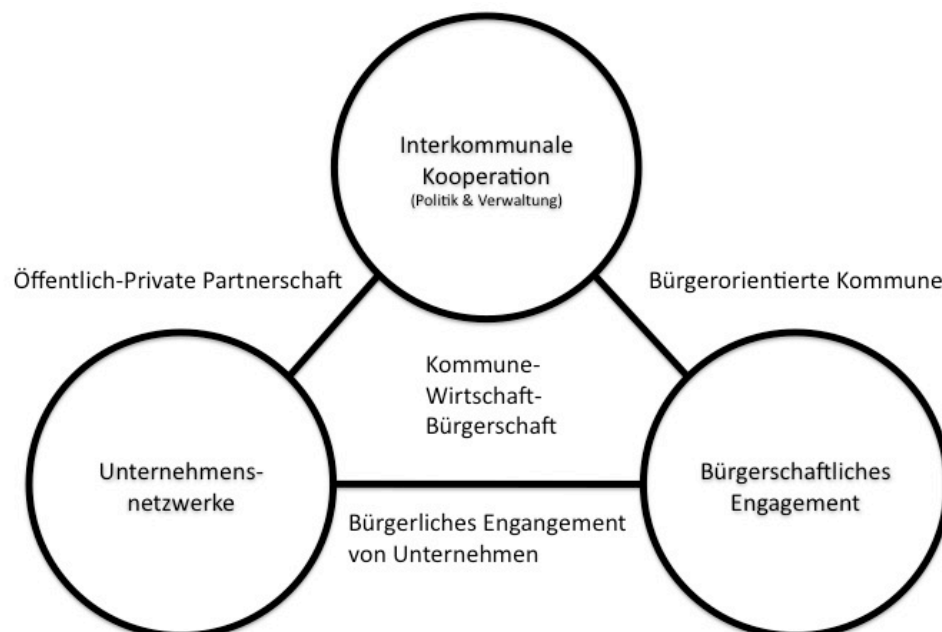 Interkommunale
Kooperation
(Politik & Verwaltung)
Öffentlich-Private Partnerschaft
Bürgerorientierte Kommune
Kommune-
Wirtschaft-
Bürgerschaft
Unternehmens-
netzwerke
Bürgerschaftliches
Engagement
Bürgerliches Engangement
von Unternehmen